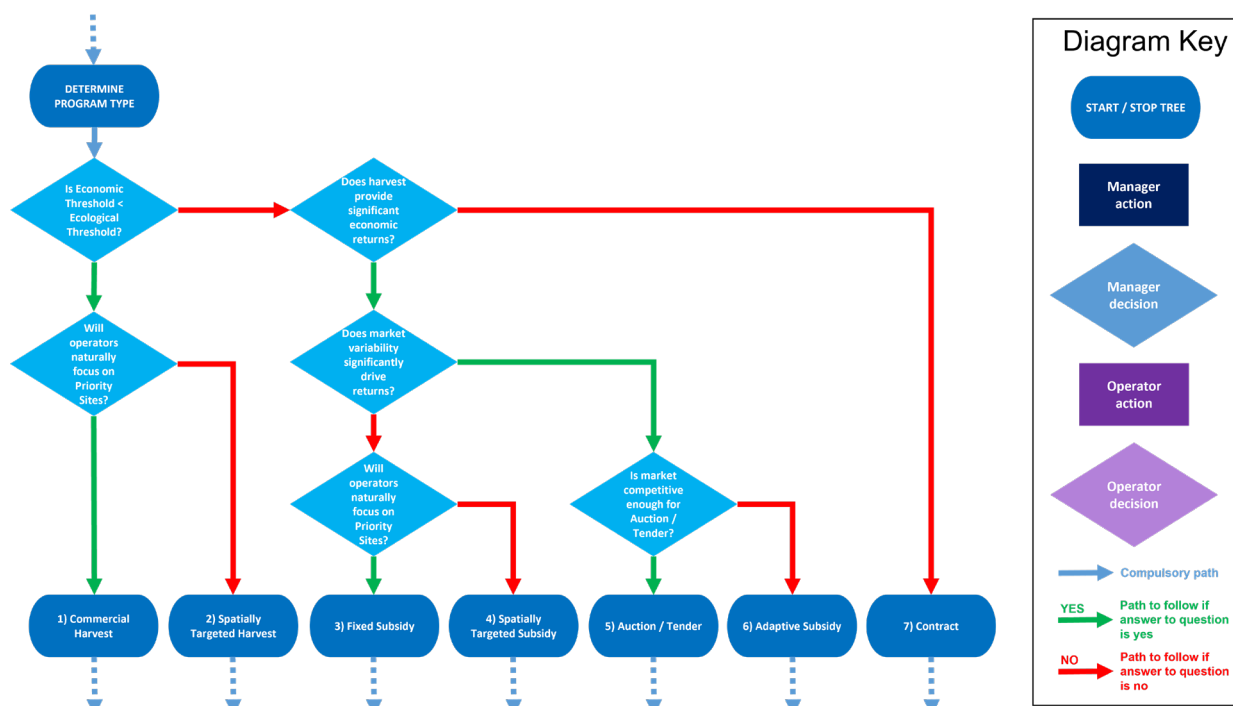 DETERMINE
PROGRAM TYPE
Is Economic
Threshold <
Ecological
Threshold?
Does harvest
provide
significant
economic
returns?
Will
operators
naturally
focus on
Priority
Sites?
Does market
variability
significantly
drive
returns?
Will
operators
naturally
focus on
Priority
Sites?
Is market
competitive
enough for
Auction /
Tender?
1) Commercial
Harvest
2) Spatially
Targeted Harvest
3) Fixed Subsidy
4) Spatially
Targeted Subsidy
5) Auction / Tender
6) Adaptive Subsidy
7) Contract
Diagram Key
START / STOP TREE
Manager
action
Manager
decision
Operator
action
Operator
decision
Compulsory path
YES
Path to follow if
answer to question
is yes
NO
Path to follow if
answer to question
is no